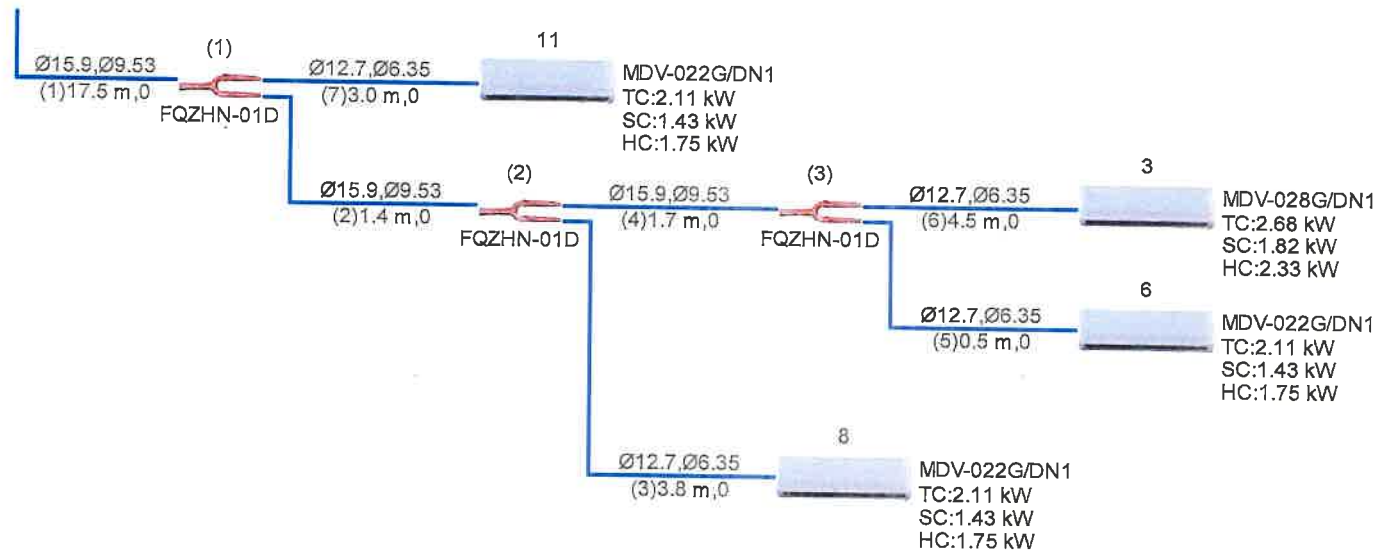 Ø15.9,Ø9.53
(1)17.5 m,0
(1)
FQZHN-01D
Ø12.7,Ø6.35
(7)3.0 m,0
11
MDV-022G/DN1
TC:2.11 kW
SC:1.43 kW
HC:1.75 kW
Ø15.9,Ø9.53
(2)1.4 m,0
(2)
FQZHN-01D
Ø15.9,Ø9.53
(4)1.7 m,0
(3)
FQZHN-01D
Ø12.7,Ø6.35
(6)4.5 m,0
3
MDV-028G/DN1
TC:2.68 kW
SC:1.82 kW
HC:2.33 kW
Ø12.7,Ø6.35
(5)0.5 m,0
6
MDV-022G/DN1
TC:2.11 kW
SC:1.43 kW
HC:1.75 kW
Ø12.7,Ø6.35
(3)3.8 m,0
8
MDV-022G/DN1
TC:2.11 kW
SC:1.43 kW
HC:1.75 kW